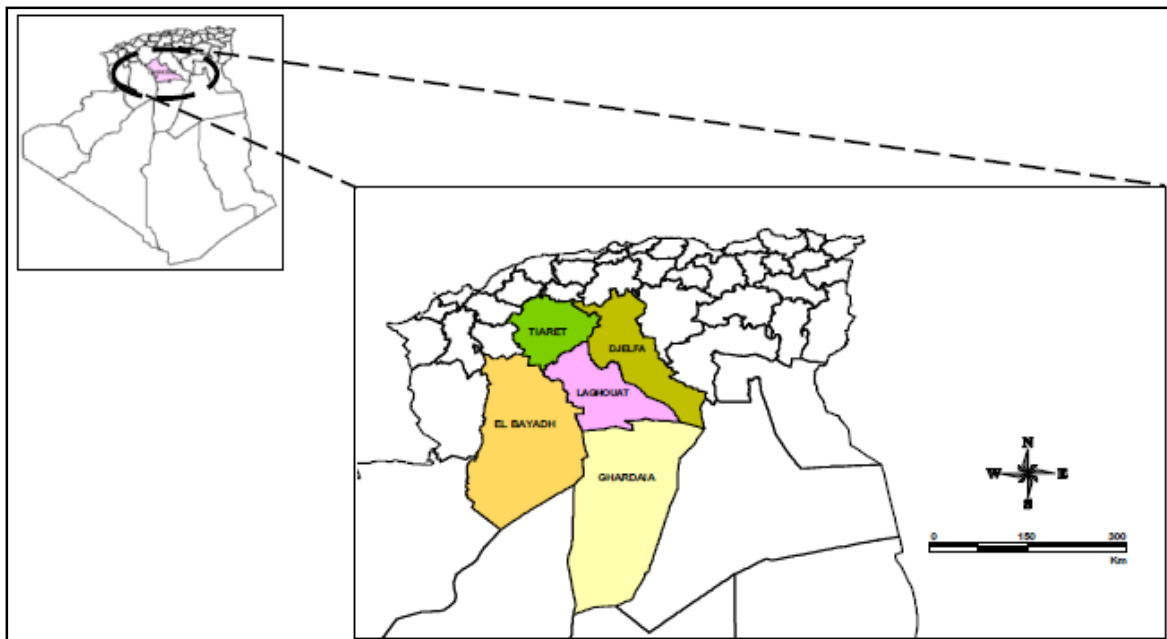 TIARET
DJELFA
LAGHOUAT
EL BAYADH
GHARDAIA
N
W E
S
0 150 300
Km